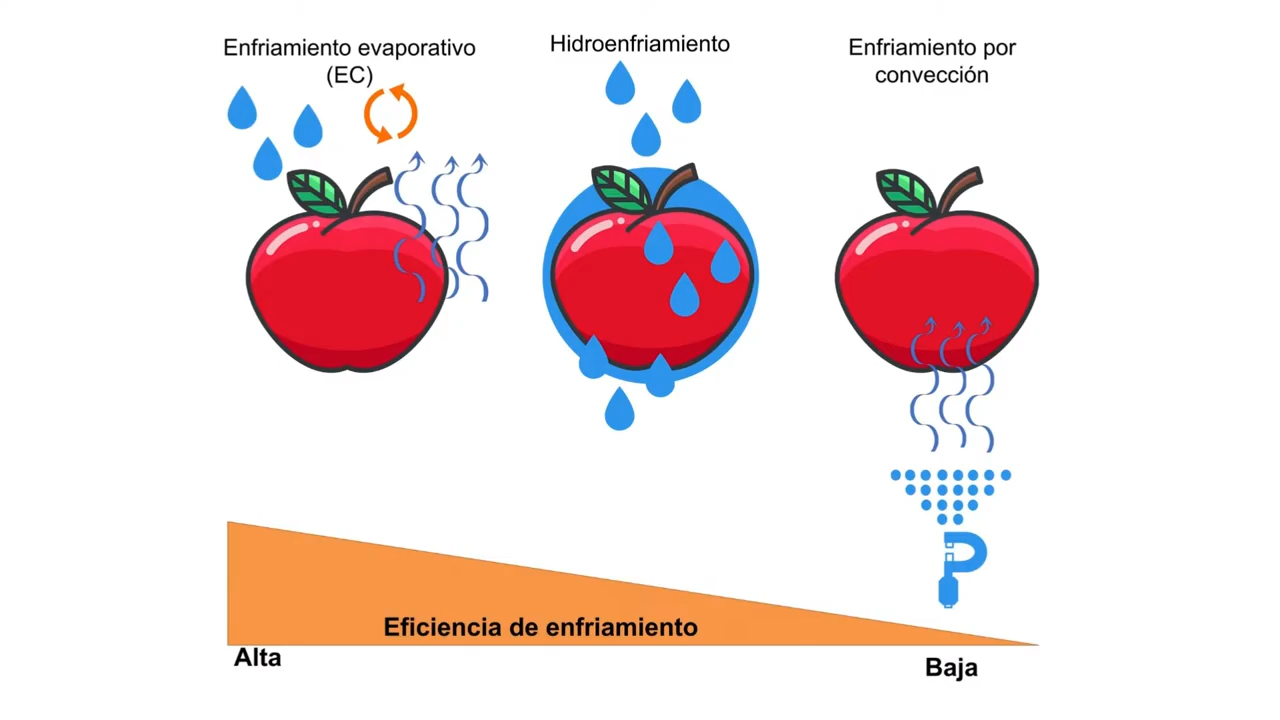 Enfriamiento evaporativo
(EC)
Hidroenfriamiento
Enfriamiento por
convección
Eficiencia de enfriamiento
Alta
Baja